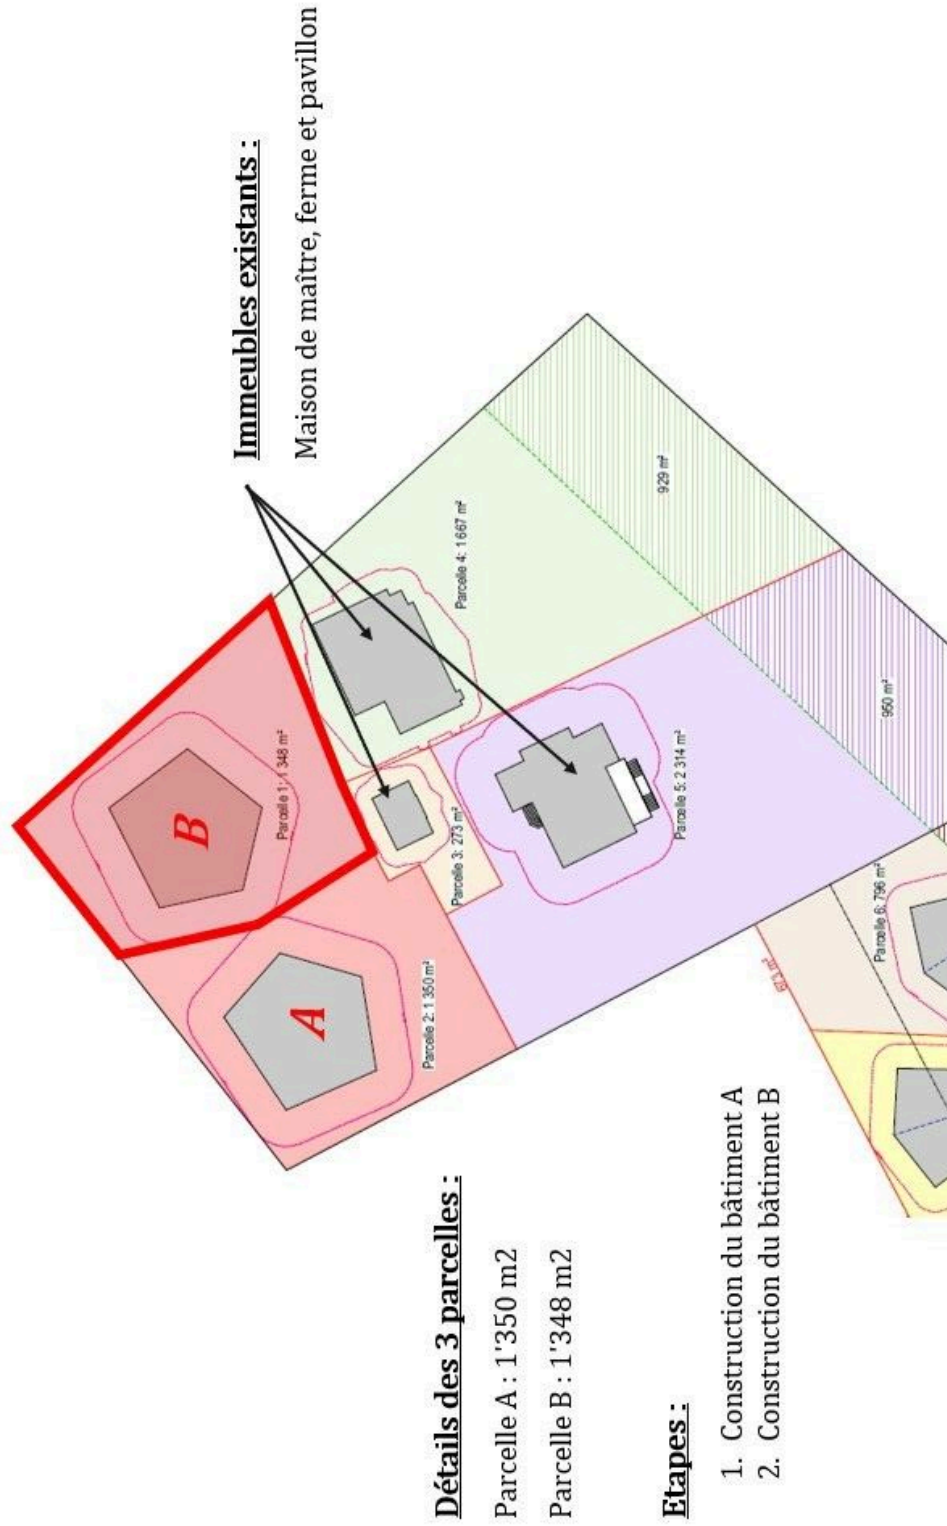 Immeubles existants :
Maison de maître, ferme et pavillon
Détails des 3 parcelles :
Parcelle A : 1'350 m2
Parcelle B : 1'348 m2
Etapes :
1. Construction du bâtiment A
2. Construction du bâtiment B
B
Parcelle 1: 1 348 m²
A
Parcelle 2: 1 350 m²
Parcelle 3: 273 m²
Parcelle 4: 1 667 m²
929 m²
Parcelle 5: 2 314 m²
950 m²
Parcelle 6: 796 m²